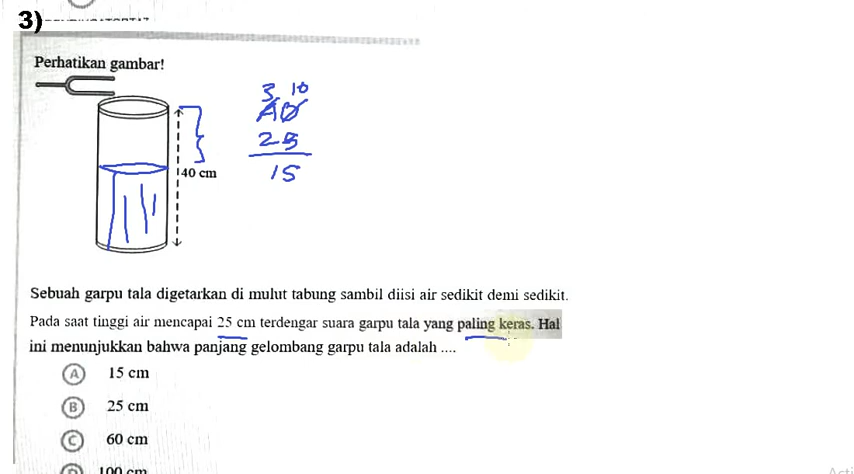 3)
Perhatikan gambar!
3 10
40
25
15
40 cm
Sebuah garpu tala digetarkan di mulut tabung sambil diisi air sedikit demi sedikit.
Pada saat tinggi air mencapai 25 cm terdengar suara garpu tala yang paling keras. Hal
ini menunjukkan bahwa panjang gelombang garpu tala adalah ....
A 15 cm
B 25 cm
C 60 cm
100 cm